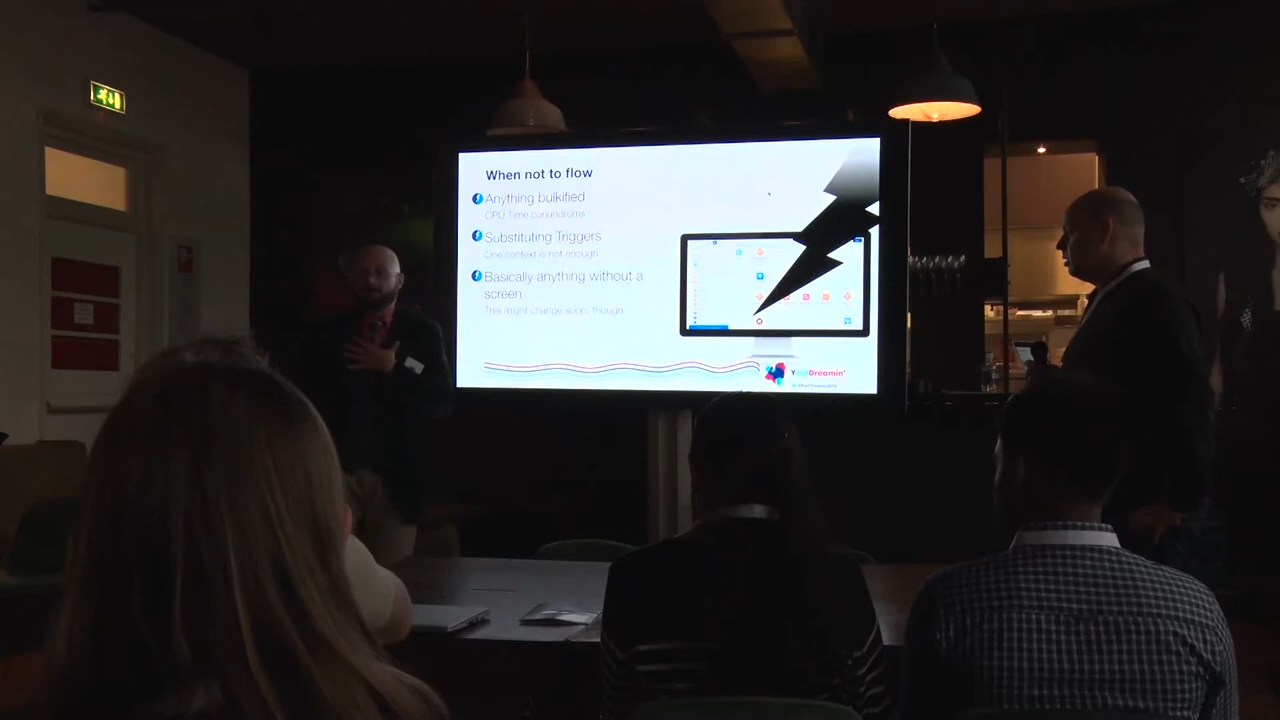 When not to flow
Anything bulkified
CPU Time conundrums
Substituting Triggers
One context is not enough
Basically anything without a
screen
This might change soon, though
YeurDreamin'